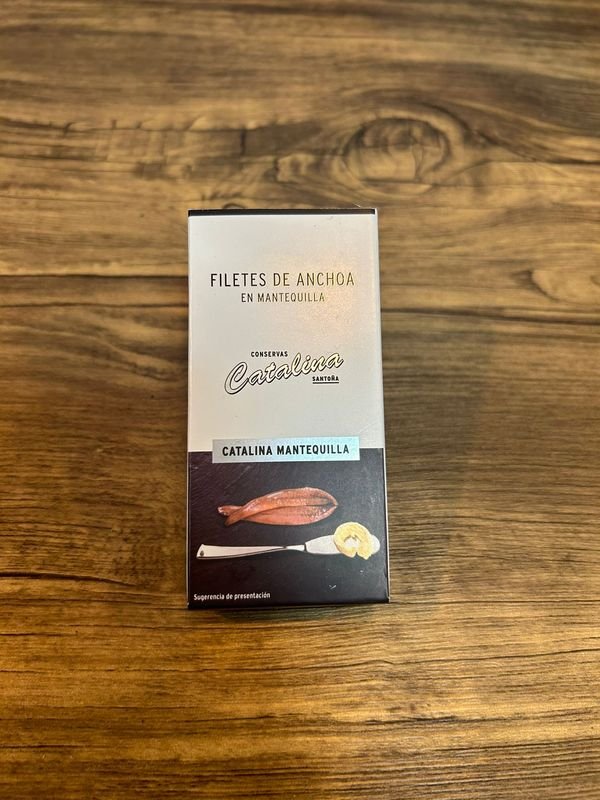 FILETES DE ANCHOA
EN MANTEQUILLA
CONSERVAS
Catalina
SANTOÑA
CATALINA MANTEQUILLA
Sugerencia de presentación